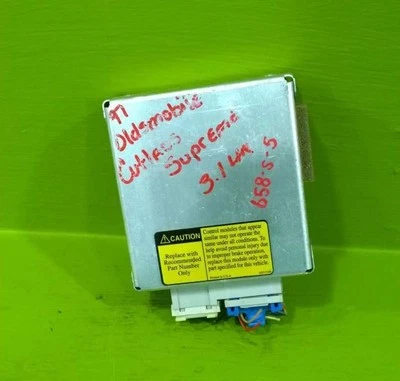 97
Oldsmobile
Cutlass Supreme
3.1 
658-5-5
CAUTION
Replace with
Recommended
Part Number
Only
Control modules that appear
similar may not operate the
same under all conditions. To
help avoid personal injury due
to improper brake operation,
replace this module only with
part specified for this vehicle.